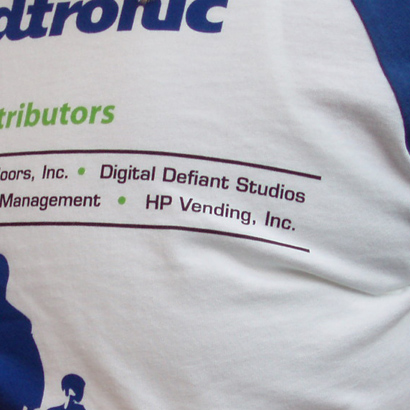 dtronic
tributors
oors, Inc. • Digital Defiant Studios
Management • HP Vending, Inc.